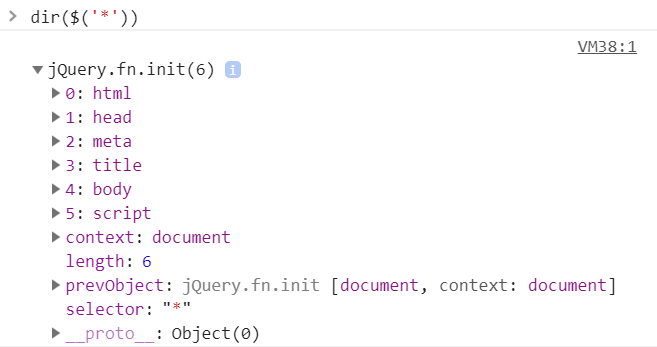 > dir($('*'))
VM38:1
▼jQuery.fn.init(6) i
▶0: html
▶1: head
▶2: meta
▶3: title
▶4: body
▶5: script
▶context: document
length: 6
▶prevObject: jQuery.fn.init [document, context: document]
selector: "*"
▶__proto__: Object(0)